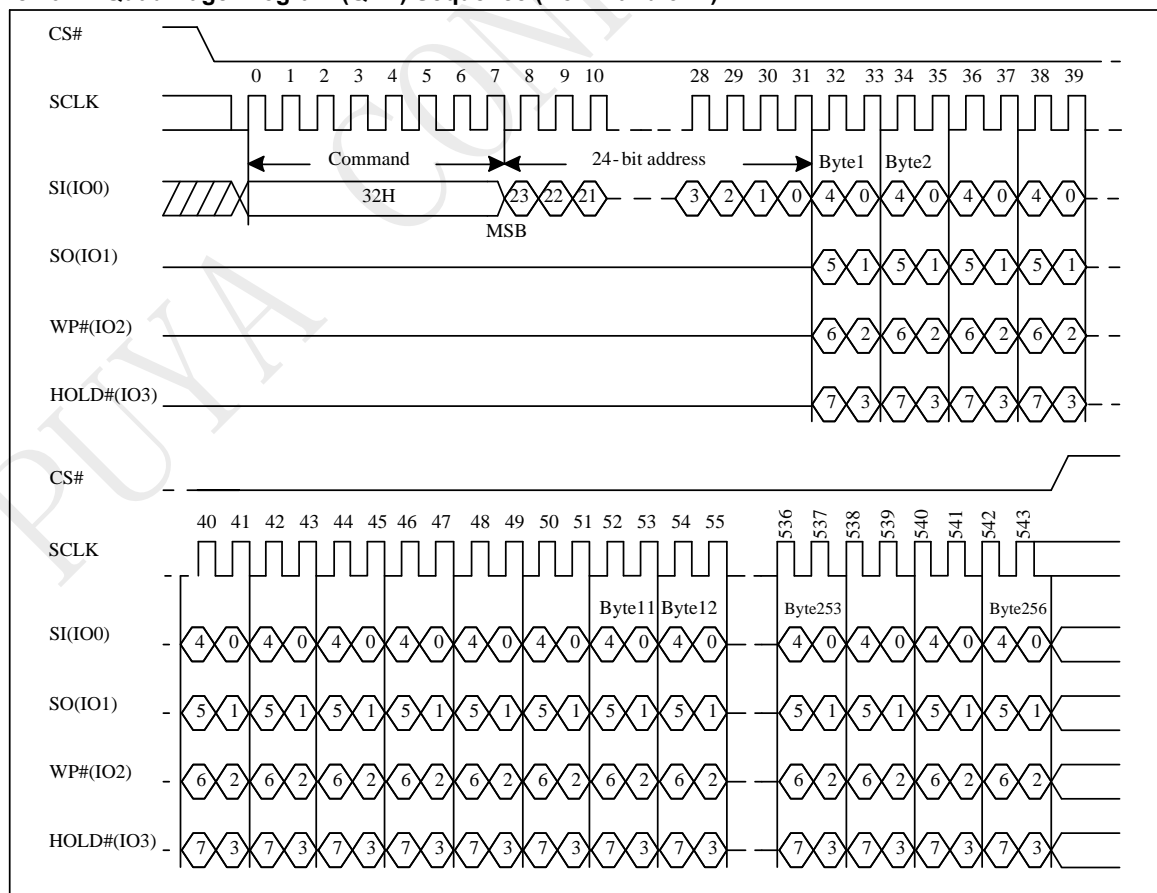 CS#
0 1 2 3 4 5 6 7 8 9 10 28 29 30 31 32 33 34 35 36 37 38 39
SCLK
Command 24-bit address Byte1 Byte2
SI(IO0) 32H 23 22 21 3 2 1 0 4 0 4 0 4 0 4 0
MSB
SO(IO1) 5 1 5 1 5 1 5 1
WP#(IO2) 6 2 6 2 6 2 6 2
HOLD#(IO3) 7 3 7 3 7 3 7 3
CS#
40 41 42 43 44 45 46 47 48 49 50 51 52 53 54 55 536 537 538 539 540 541 542 543
SCLK
Byte11 Byte12 Byte253 Byte256
SI(IO0) 4 0 4 0 4 0 4 0 4 0 4 0 4 0 4 0 4 0 4 0 4 0 4 0
SO(IO1) 5 1 5 1 5 1 5 1 5 1 5 1 5 1 5 1 5 1 5 1 5 1 5 1
WP#(IO2) 6 2 6 2 6 2 6 2 6 2 6 2 6 2 6 2 6 2 6 2 6 2 6 2
HOLD#(IO3) 7 3 7 3 7 3 7 3 7 3 7 3 7 3 7 3 7 3 7 3 7 3 7 3
PUYA